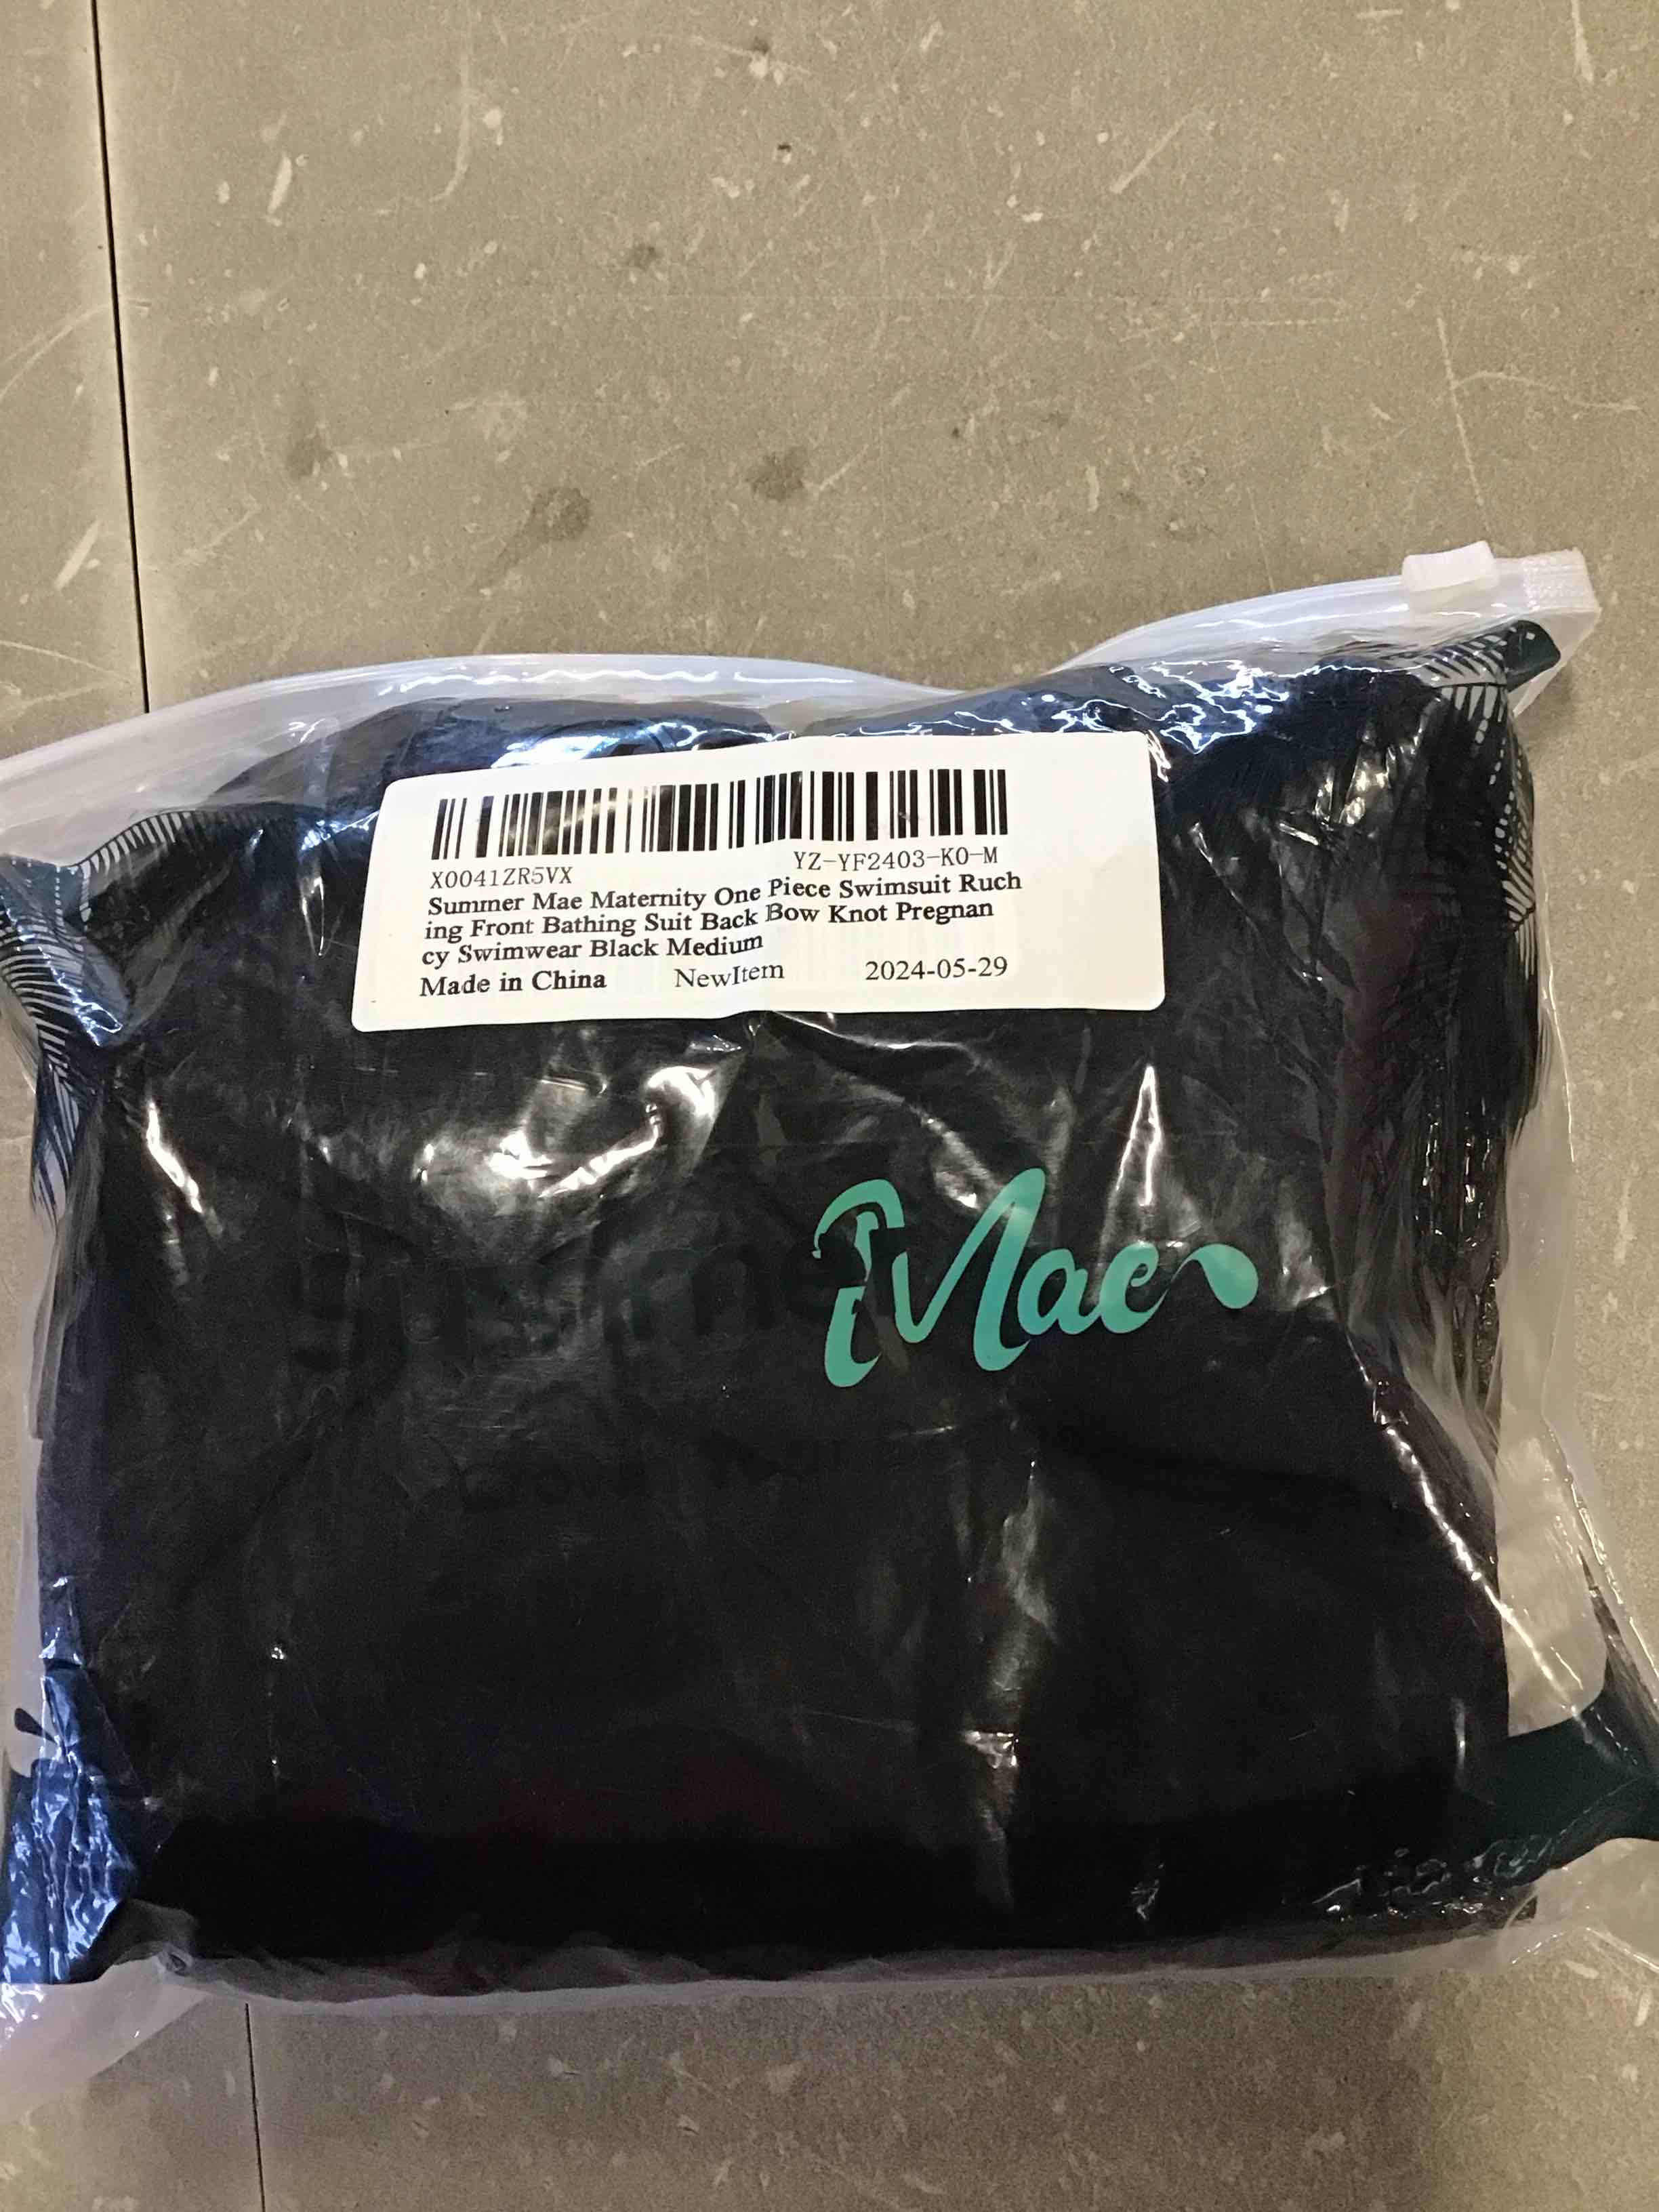 X0041ZR5VX YZ-YF2403-K0-M
Summer Mae Maternity One Piece Swimsuit Ruch
ing Front Bathing Suit Back Bow Knot Pregnan
cy Swimwear Black Medium
Made in China NewItem 2024-05-29
Mae